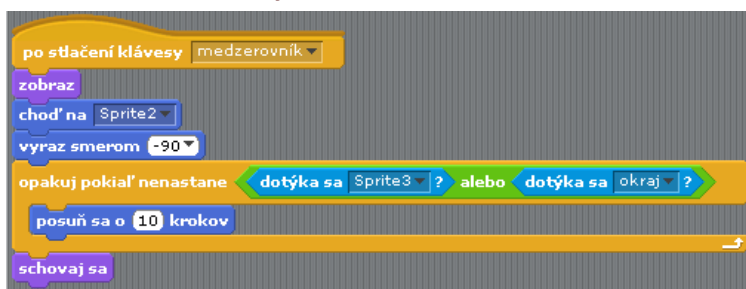 po stlačení klávesy medzerovník
zobraz
choď na Sprite2
vyraz smerom -90
opakuj pokiaľ nenastane dotýka sa Sprite3 ? alebo dotýka sa okraj ?
posuň sa o 10 krokov
schovaj sa